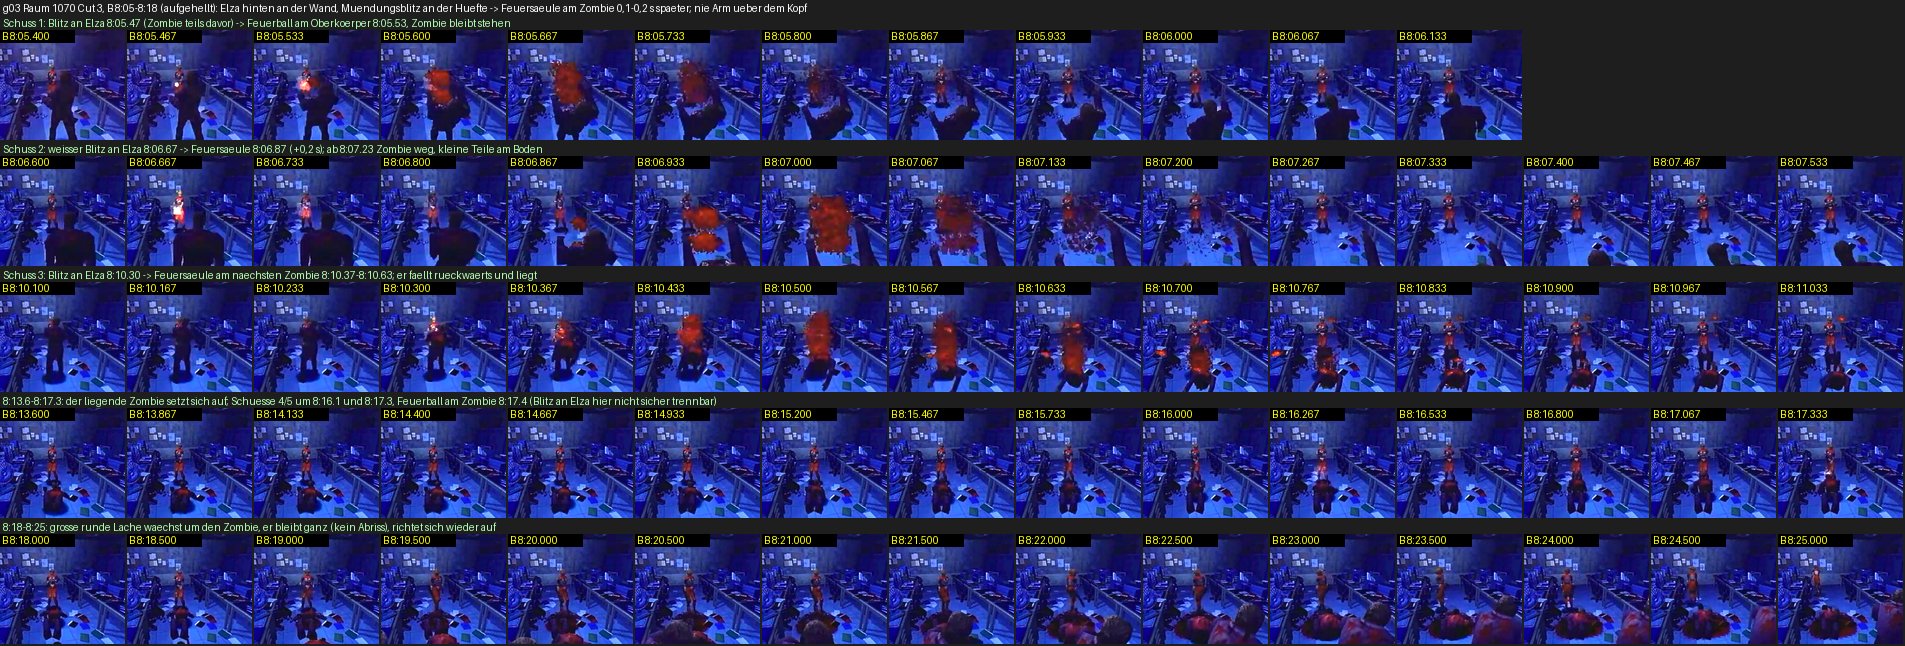 g03 Raum 1070 Cut 3, B8:05-8:18 (aufgehellt): Elza hinten an der Wand, Muendungsblitz an der Huefte -> Feuersaeule am Zombie 0,1-0,2 s spaeter; nie Arm ueber dem Kopf
Schuss 1: Blitz an Elza 8:05.47 (Zombie teils davor) -> Feuerball am Oberkoerper 8:05.53, Zombie bleibt stehen
B8:05.400 B8:05.467 B8:05.533 B8:05.600 B8:05.667 B8:05.733 B8:05.800 B8:05.867 B8:05.933 B8:06.000 B8:06.067 B8:06.133
Schuss 2: weisser Blitz an Elza 8:06.67 -> Feuersaeule 8:06.87 (+0,2 s); ab 8:07.23 Zombie weg, kleine Teile am Boden
B8:06.600 B8:06.667 B8:06.733 B8:06.800 B8:06.867 B8:06.933 B8:07.000 B8:07.067 B8:07.133 B8:07.200 B8:07.267 B8:07.333 B8:07.400 B8:07.467 B8:07.533
Schuss 3: Blitz an Elza 8:10.30 -> Feuersaeule am naechsten Zombie 8:10.37-8:10.63; er faellt rueckwaerts und liegt
B8:10.100 B8:10.167 B8:10.233 B8:10.300 B8:10.367 B8:10.433 B8:10.500 B8:10.567 B8:10.633 B8:10.700 B8:10.767 B8:10.833 B8:10.900 B8:10.967 B8:11.033
8:13.6-8:17.3: der liegende Zombie setzt sich auf; Schuesse 4/5 um 8:16.1 und 8:17.3, Feuerball am Zombie 8:17.4 (Blitz an Elza hier nicht sicher trennbar)
B8:13.600 B8:13.867 B8:14.133 B8:14.400 B8:14.667 B8:14.933 B8:15.200 B8:15.467 B8:15.733 B8:16.000 B8:16.267 B8:16.533 B8:16.800 B8:17.067 B8:17.333
8:18-8:25: grosse runde Lache waechst um den Zombie, er bleibt ganz (kein Abriss), richtet sich wieder auf
B8:18.000 B8:18.500 B8:19.000 B8:19.500 B8:20.000 B8:20.500 B8:21.000 B8:21.500 B8:22.000 B8:22.500 B8:23.000 B8:23.500 B8:24.000 B8:24.500 B8:25.000